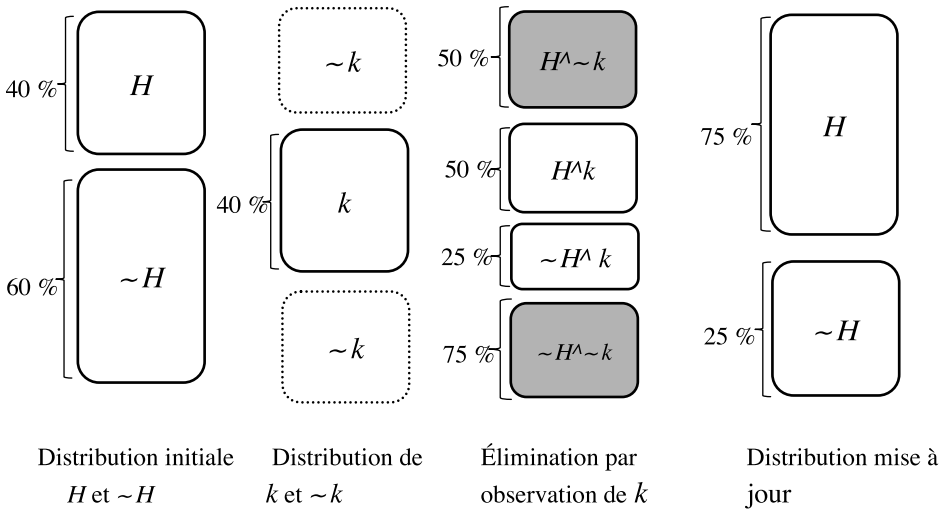 40 %
H
60 %
~H
~k
40 %
k
~k
50 %
H^~k
50 %
H^k
25 %
~H^ k
75 %
~H^~k
75 %
H
25 %
~H
Distribution initiale
H et ~H
Distribution de
k et ~k
Élimination par
observation de k
Distribution mise à
jour